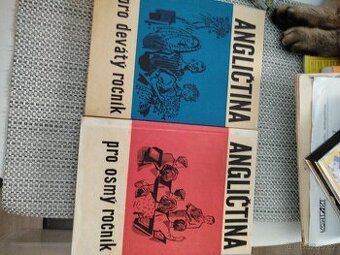 ANGLIČTINA
pro devátý ročník
ANGLIČTINA
pro osmý ročník